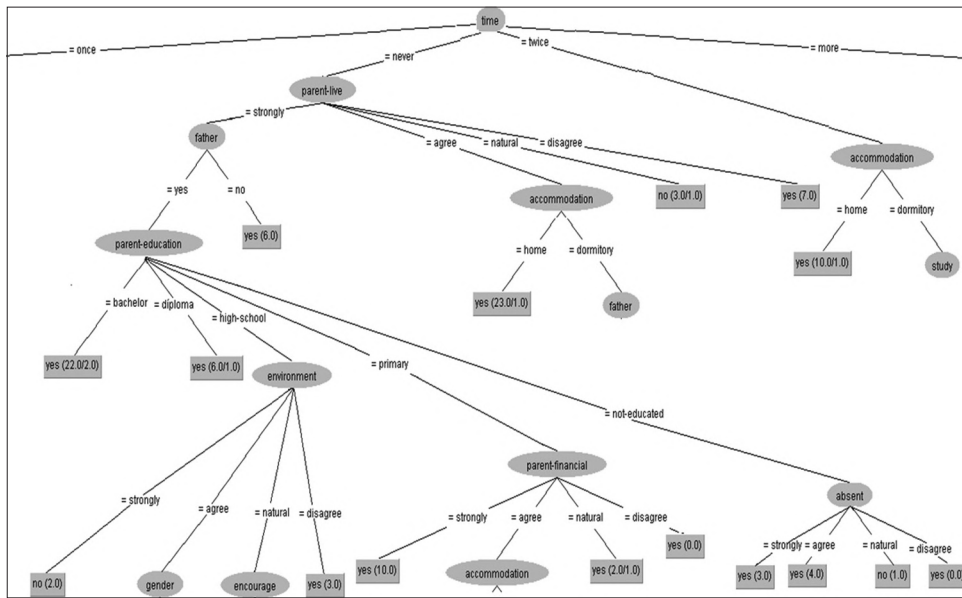 time
= once
= never
= twice
= more
parent-live
= strongly
= agree
= natural
= disagree
father
accommodation
= yes
= no
accommodation
no (3.0/1.0)
yes (7.0)
= home
= dormitory
parent-education
yes (6.0)
= home
= dormitory
yes (10.0/1.0)
study
yes (23.0/1.0)
father
= bachelor
= diploma
= high-school
= primary
= not-educated
yes (22.0/2.0)
yes (6.0/1.0)
environment
parent-financial
absent
= strongly
= agree
= natural
= disagree
= strongly
= agree
= natural
= disagree
yes (0.0)
= strongly
= agree
= natural
= disagree
no (2.0)
gender
encourage
yes (3.0)
yes (10.0)
accommodation
yes (2.0/1.0)
yes (3.0)
yes (4.0)
no (1.0)
yes (0.0)